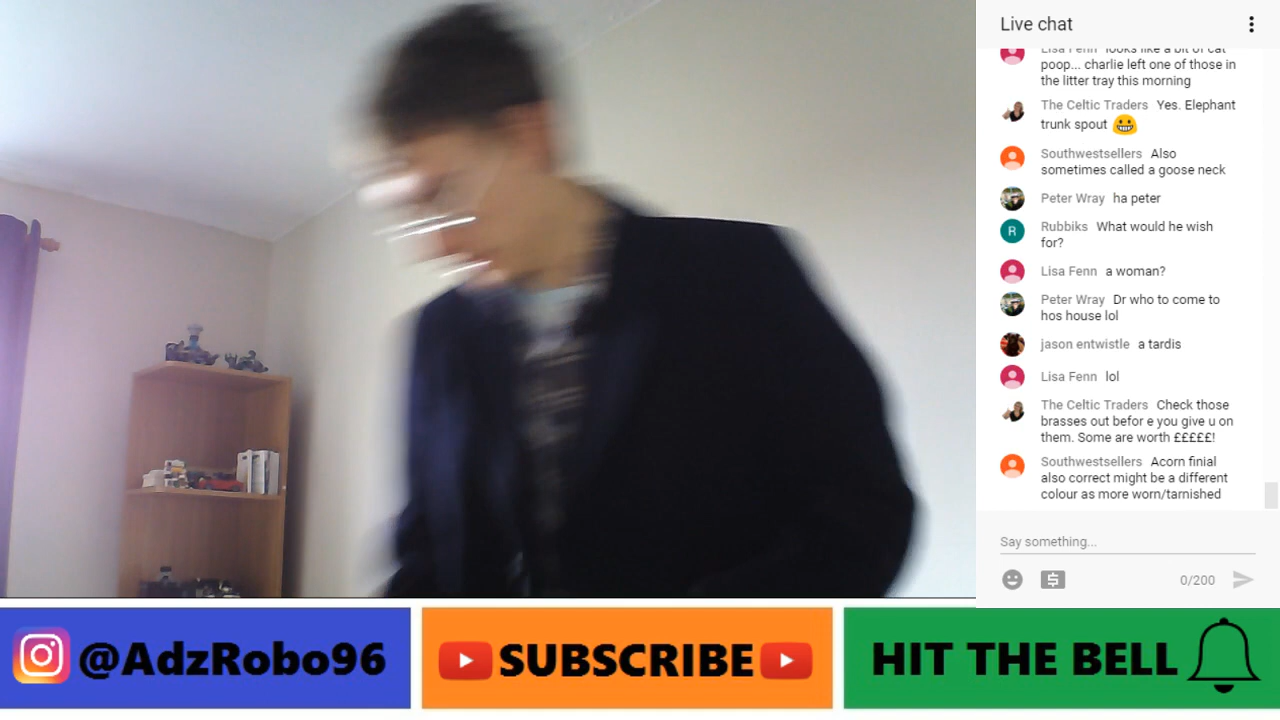 Live chat
Lisa Fenn looks like a bit of cat
poop... charlie left one of those in
the litter tray this morning
The Celtic Traders Yes. Elephant
trunk spout
Southwestsellers Also
sometimes called a goose neck
Peter Wray ha peter
R
Rubbiks What would he wish
for?
Lisa Fenn a woman?
Peter Wray Dr who to come to
hos house lol
jason entwistle a tardis
Lisa Fenn lol
The Celtic Traders Check those
brasses out befor e you give u on
them. Some are worth £££££!
Southwestsellers Acorn finial
also correct might be a different
colour as more worn/tarnished
Say something...
0/200
@AdzRobo96
SUBSCRIBE
HIT THE BELL